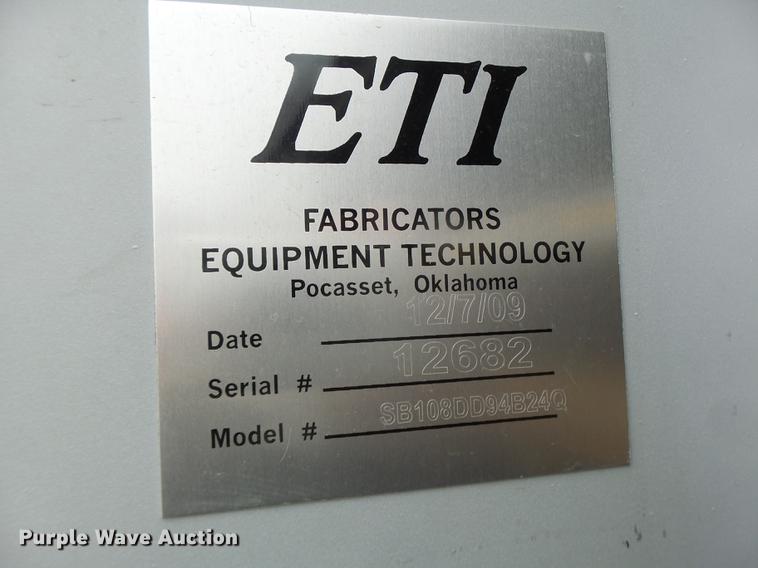 ETI
FABRICATORS
EQUIPMENT TECHNOLOGY
Pocasset, Oklahoma
Date 12/7/09
Serial # 12682
Model # SB108DD94B24Q
Purple Wave Auction